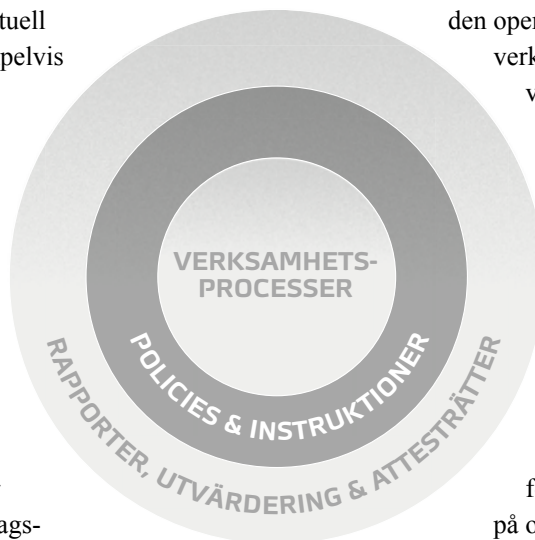 tuell
pelvis
den oper
verk
v
VERKSAMHETS-
PROCESSER
POLICIES & INSTRUKTIONER
RAPPORTER, UTVÄRDERING & ATTESTRÄTTER
ags-
f
på o